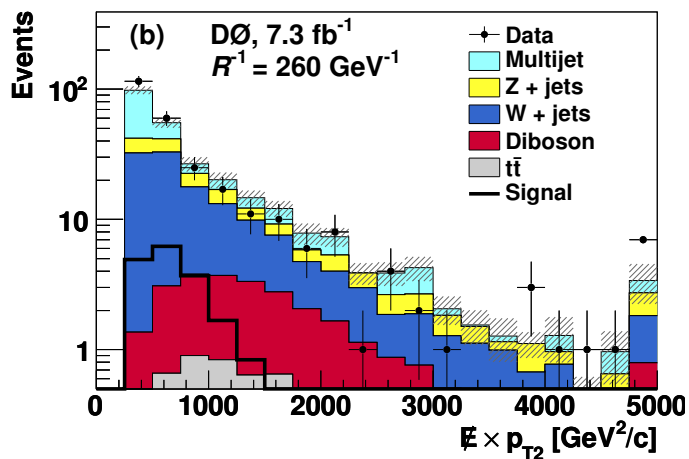 Events
(b) DØ, 7.3 fb⁻¹
R⁻¹ = 260 GeV⁻¹
Data
Multijet
Z + jets
W + jets
Diboson
tt̄
Signal
10²
10
1
0 1000 2000 3000 4000 5000
E̸ × p_T2 [GeV²/c]